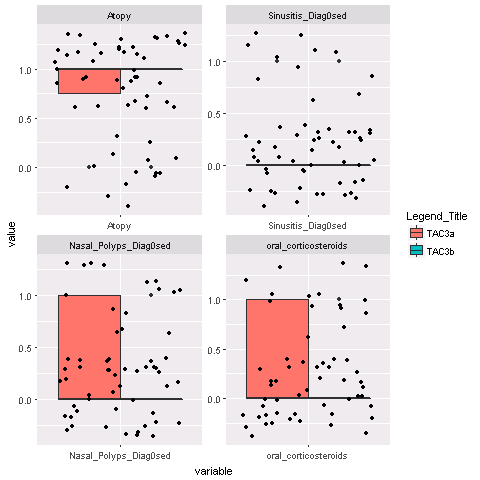 Atopy
Sinusitis_Diag0sed
1.0
0.5
0.0
1.0
0.5
0.0
Atopy
Sinusitis_Diag0sed
Nasal_Polyps_Diag0sed
oral_corticosteroids
1.0
0.5
0.0
1.0
0.5
0.0
Nasal_Polyps_Diag0sed
oral_corticosteroids
value
variable
Legend_Title
TAC3a
TAC3b